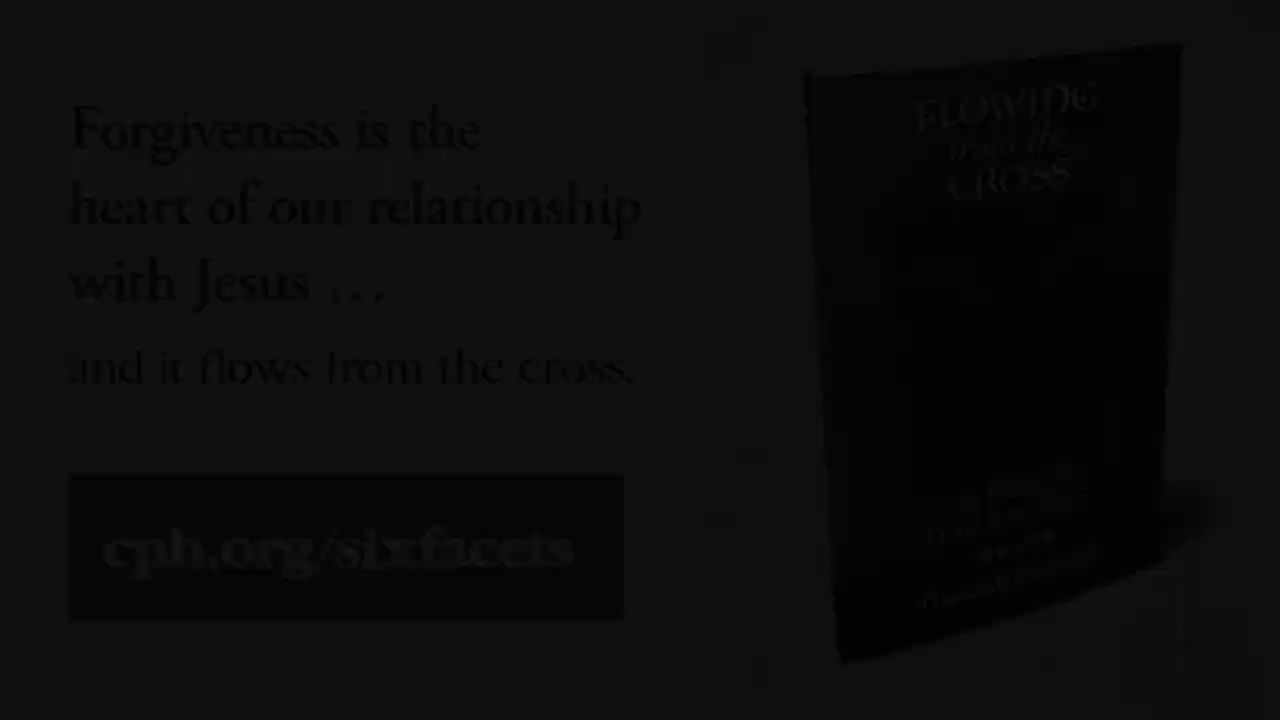 Forgiveness is the
heart of our relationship
with Jesus ...
and it flows from the cross.
cph.org/sixfacets
FLOWING
from the
CROSS